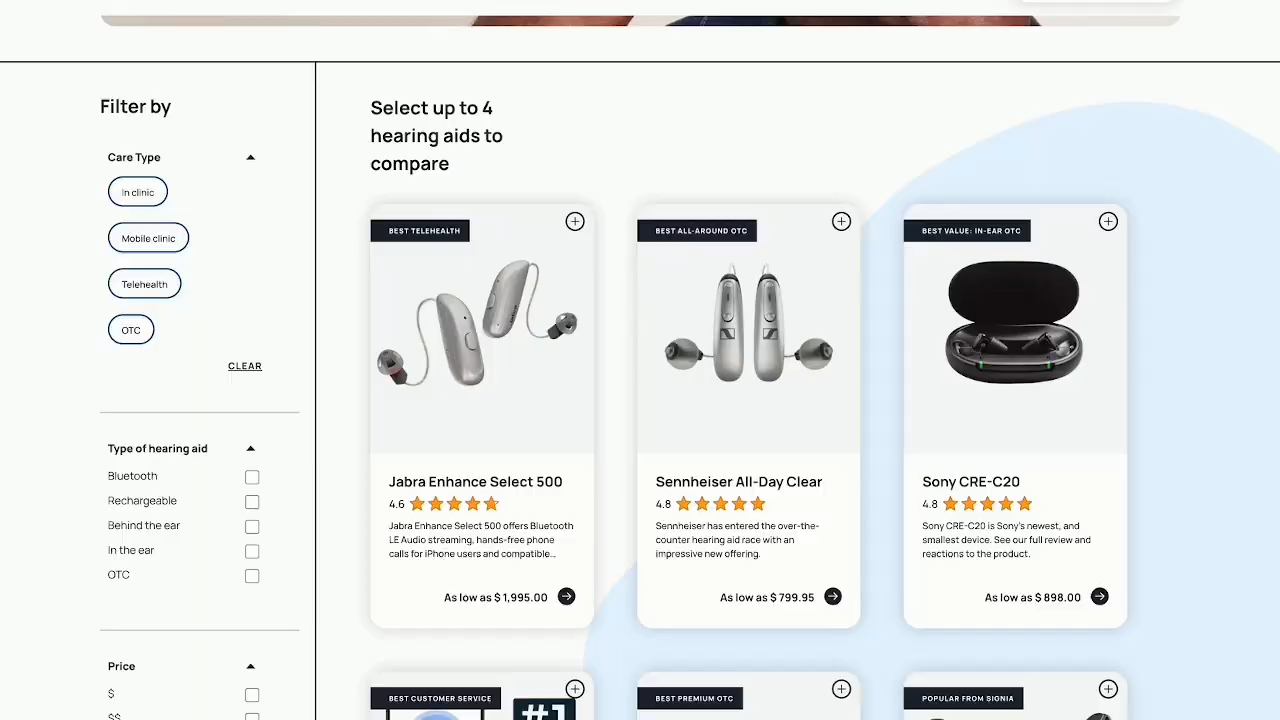 Filter by
Care Type
In clinic
Mobile clinic
Telehealth
OTC
CLEAR
Type of hearing aid
Bluetooth
Rechargeable
Behind the ear
In the ear
OTC
Price
$
$$
Select up to 4
hearing aids to
compare
BEST TELEHEALTH
Jabra Enhance Select 500
4.6
Jabra Enhance Select 500 offers Bluetooth
LE Audio streaming, hands-free phone
calls for iPhone users and compatible...
As low as $ 1,995.00
BEST ALL-AROUND OTC
Sennheiser All-Day Clear
4.8
Sennheiser has entered the over-the-
counter hearing aid race with an
impressive new offering.
As low as $ 799.95
BEST VALUE: IN-EAR OTC
Sony CRE-C20
4.8
Sony CRE-C20 is Sony's newest, and
smallest device. See our full review and
reactions to the product.
As low as $ 898.00
BEST CUSTOMER SERVICE
#1
BEST PREMIUM OTC
POPULAR FROM SIGNIA